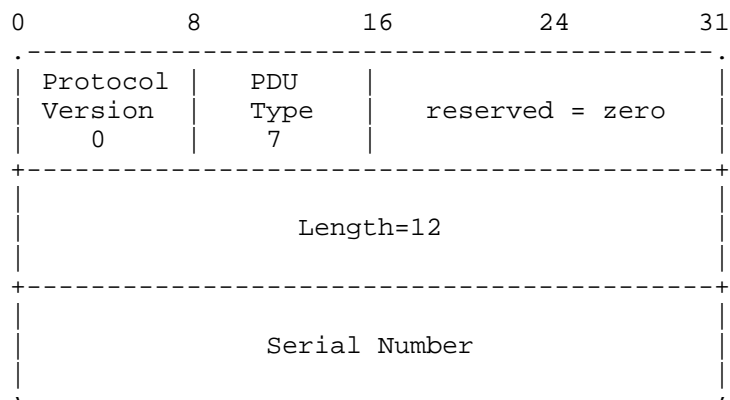 0 8 16 24 31
Protocol PDU
Version Type reserved = zero
0 7
Length=12
Serial Number